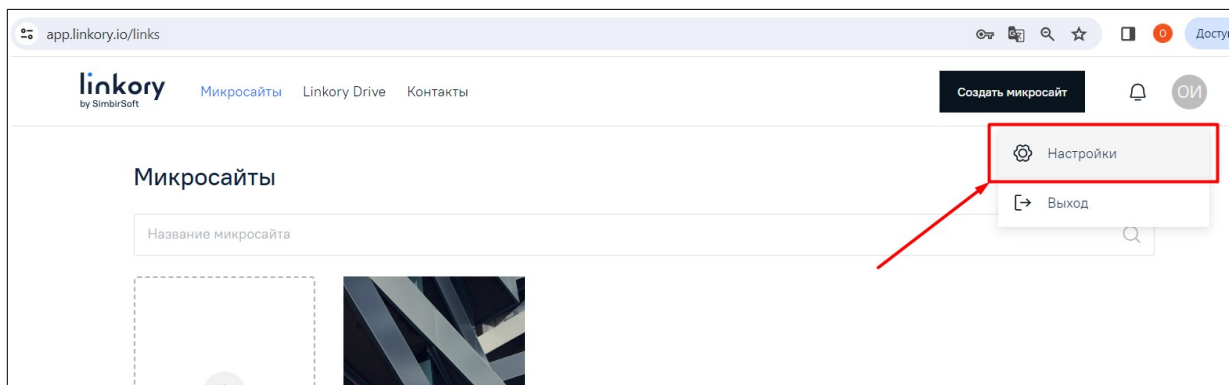 app.linkory.io/links
О
linkory
by SimbirSoft
Микросайты
Linkory Drive
Контакты
Создать микросайт
ОИ
Настройки
Выход
Микросайты
Название микросайта